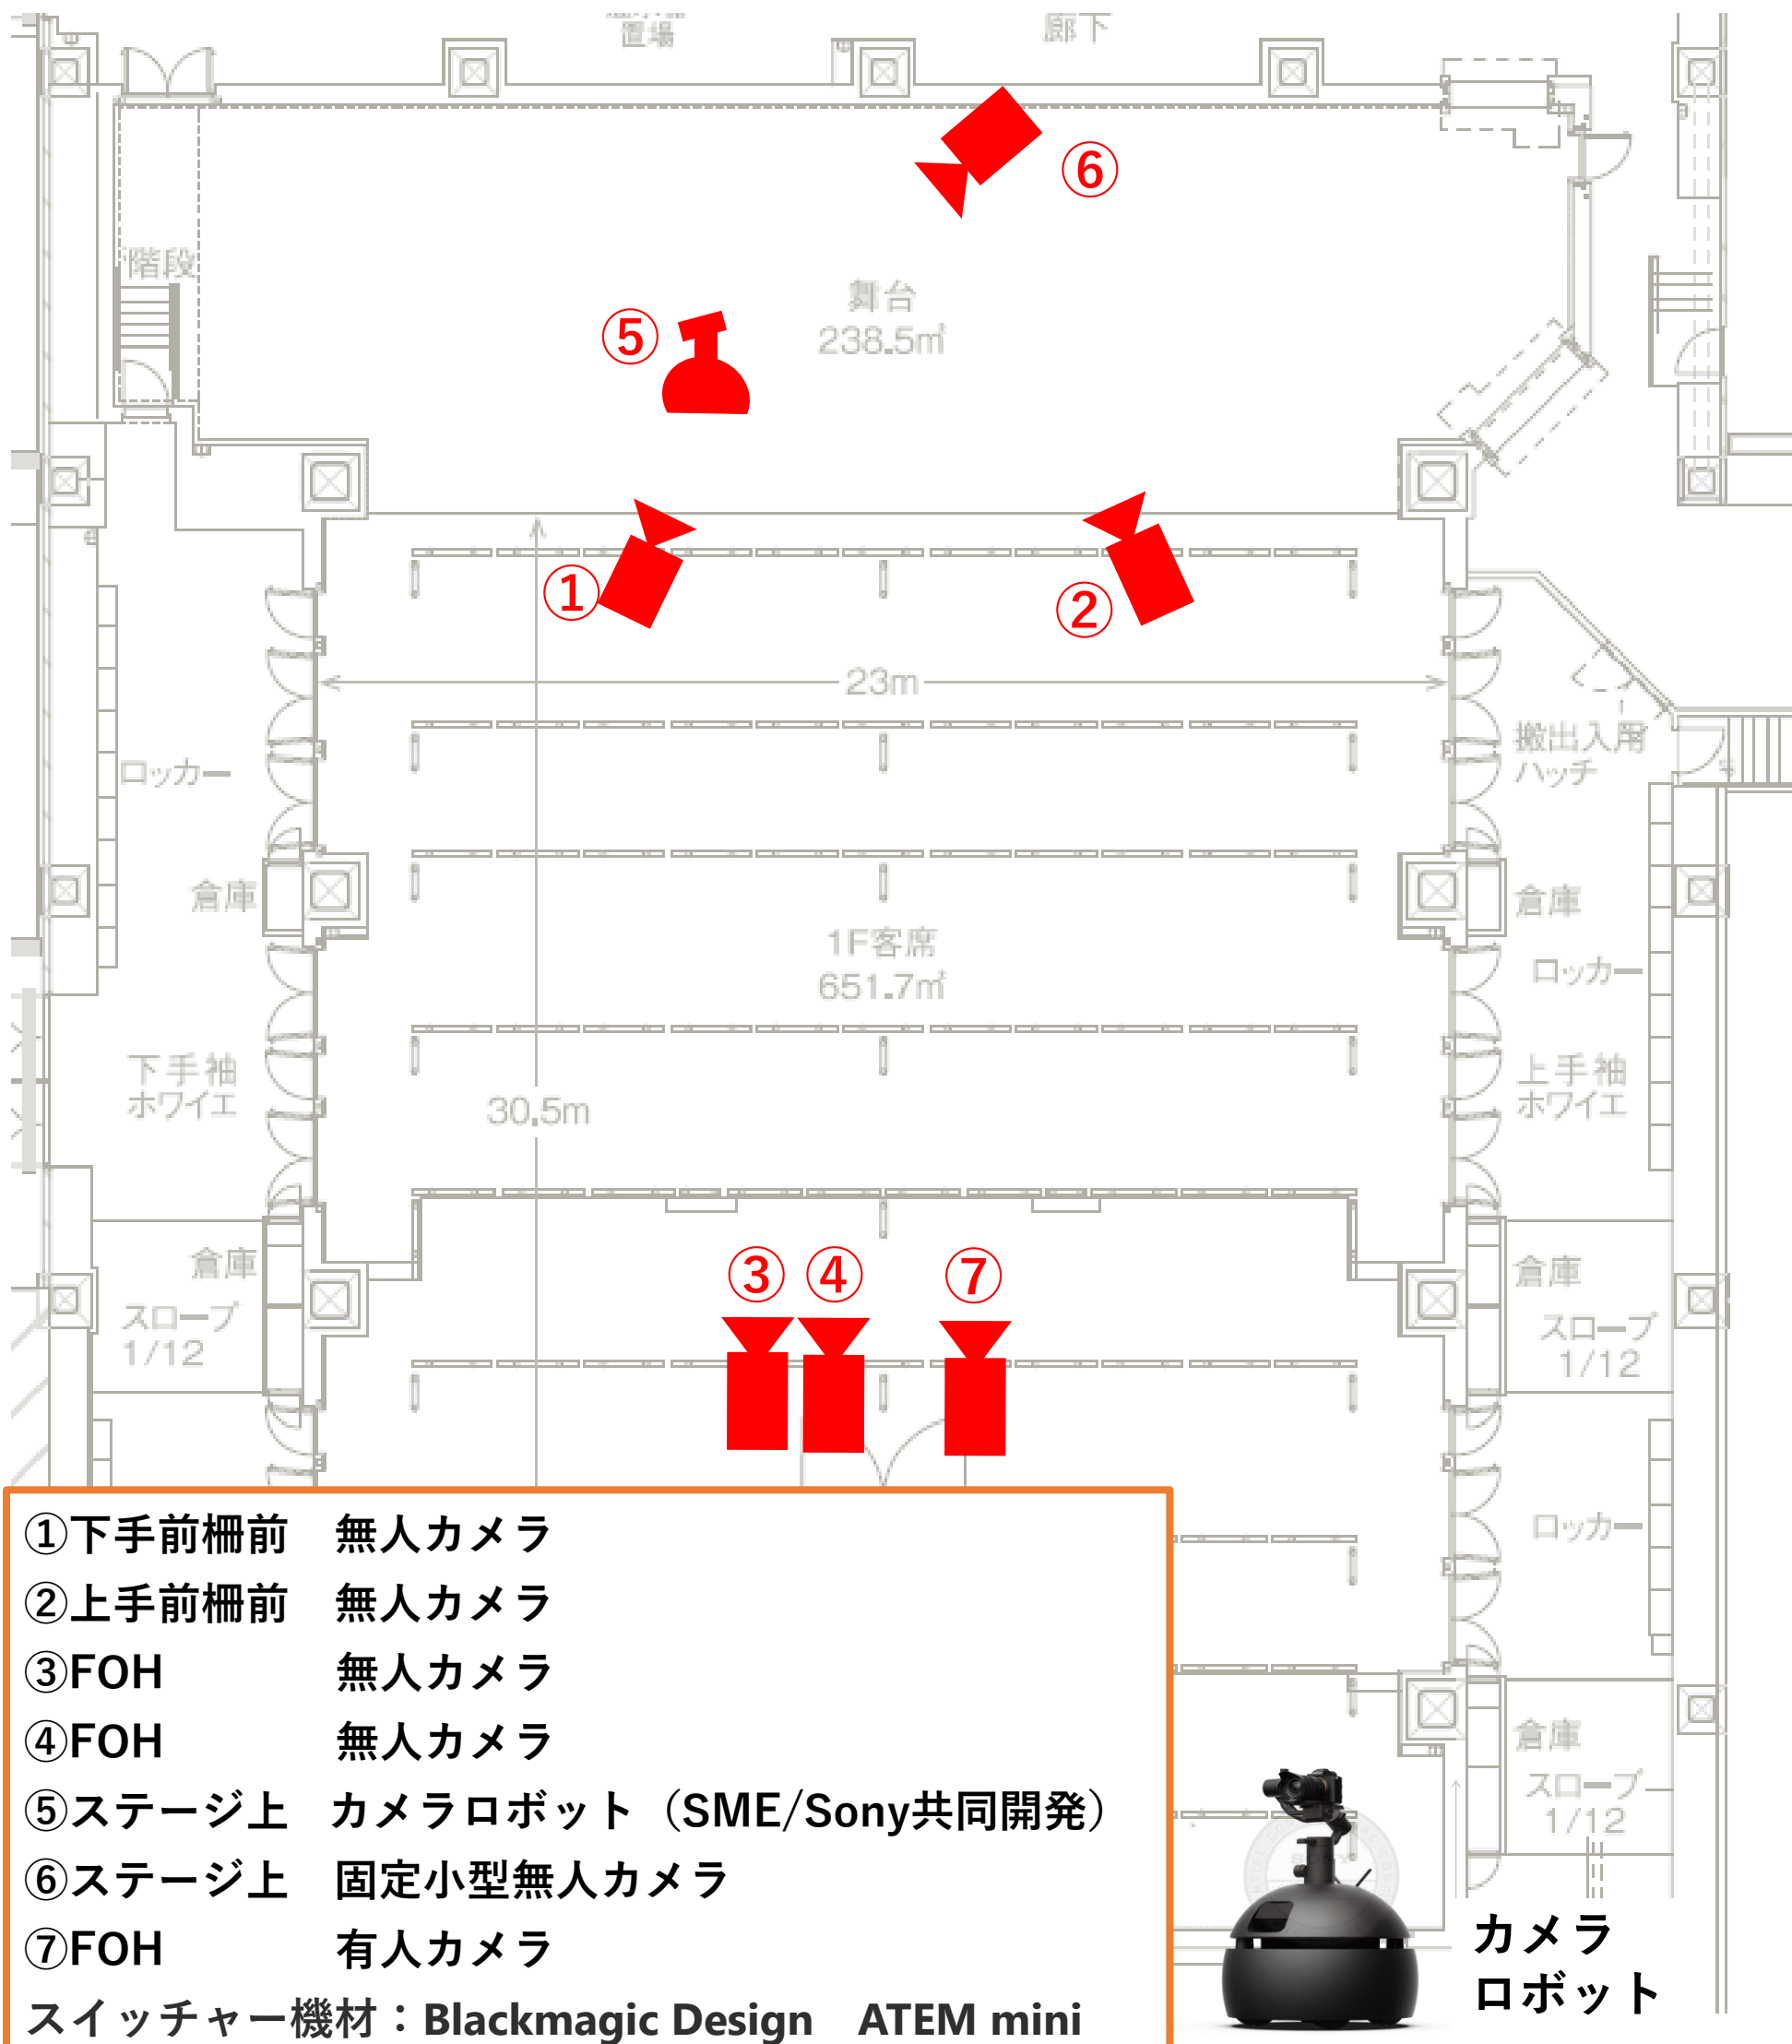 置場
廊下
⑥
階段
舞台
238.5㎡
⑤
①
②
23m
搬出入用
ハッチ
ロッカー
倉庫
倉庫
1F客席
651.7㎡
ロッカー
下手袖
ホワイエ
上手袖
ホワイエ
30.5m
倉庫
③
④
⑦
倉庫
スロープ
1/12
スロープ
1/12
ロッカー
①下手前柵前　無人カメラ
②上手前柵前　無人カメラ
③FOH　無人カメラ
④FOH　無人カメラ
⑤ステージ上　カメラロボット（SME/Sony共同開発）
⑥ステージ上　固定小型無人カメラ
⑦FOH　有人カメラ
スイッチャー機材：Blackmagic Design　ATEM mini
倉庫
スロープ
1/12
カメラ
ロボット